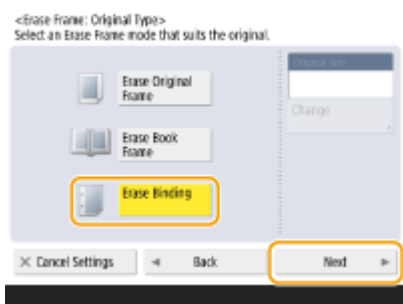 <Erase Frame: Original Type>
Select an Erase Frame mode that suits the original.
Original Size
Erase Original
Frame
Change
Erase Book
Frame
Erase Binding
Cancel Settings
Back
Next